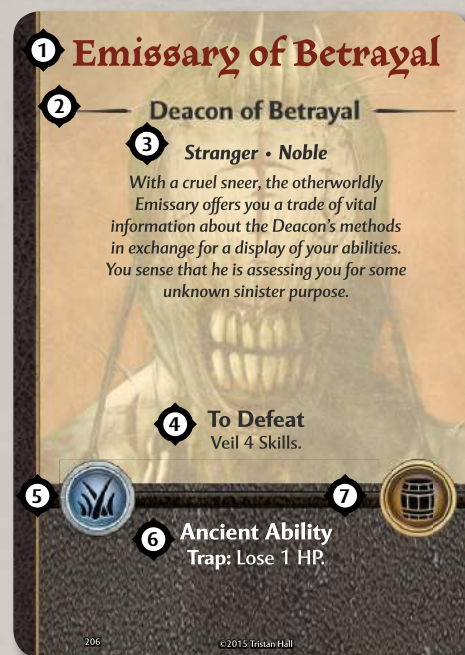 1 Emissary of Betrayal
2 Deacon of Betrayal
3 Stranger • Noble
With a cruel sneer, the otherworldly
Emissary offers you a trade of vital
information about the Deacon's methods
in exchange for a display of your abilities.
You sense that he is assessing you for some
unknown sinister purpose.
4 To Defeat
Veil 4 Skills.
5 7
6 Ancient Ability
Trap: Lose 1 HP.
206 ©2015 Tristan Hall